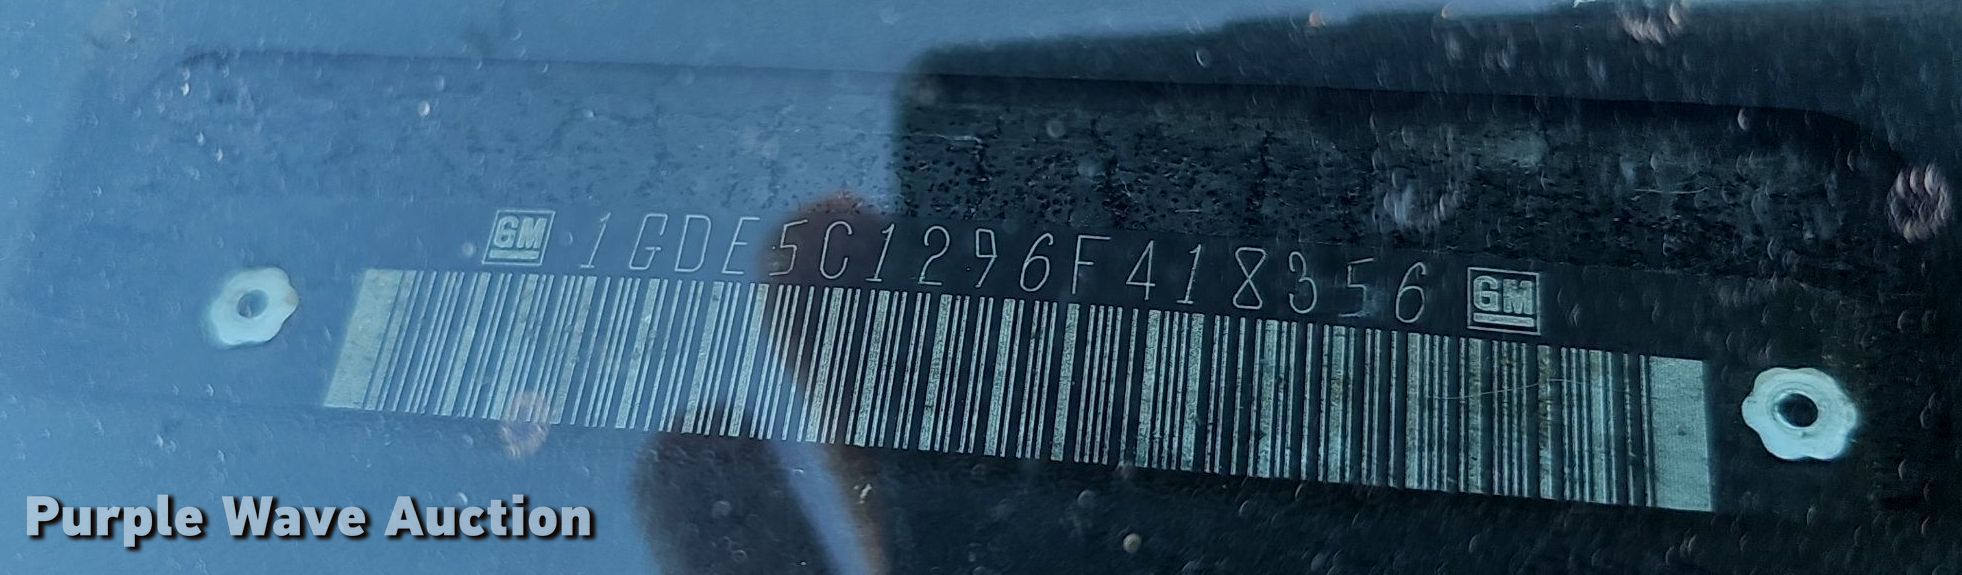 GM 1GDE5C1296F418356 GM
Purple Wave Auction